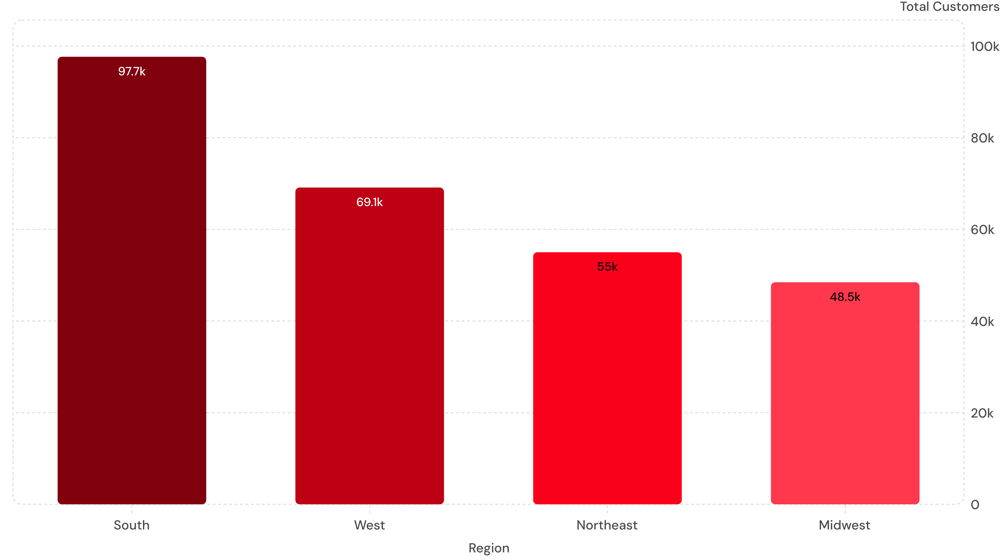 Total Customers
100k
97.7k
80k
69.1k
60k
55k
48.5k
40k
20k
0
South West Northeast Midwest
Region